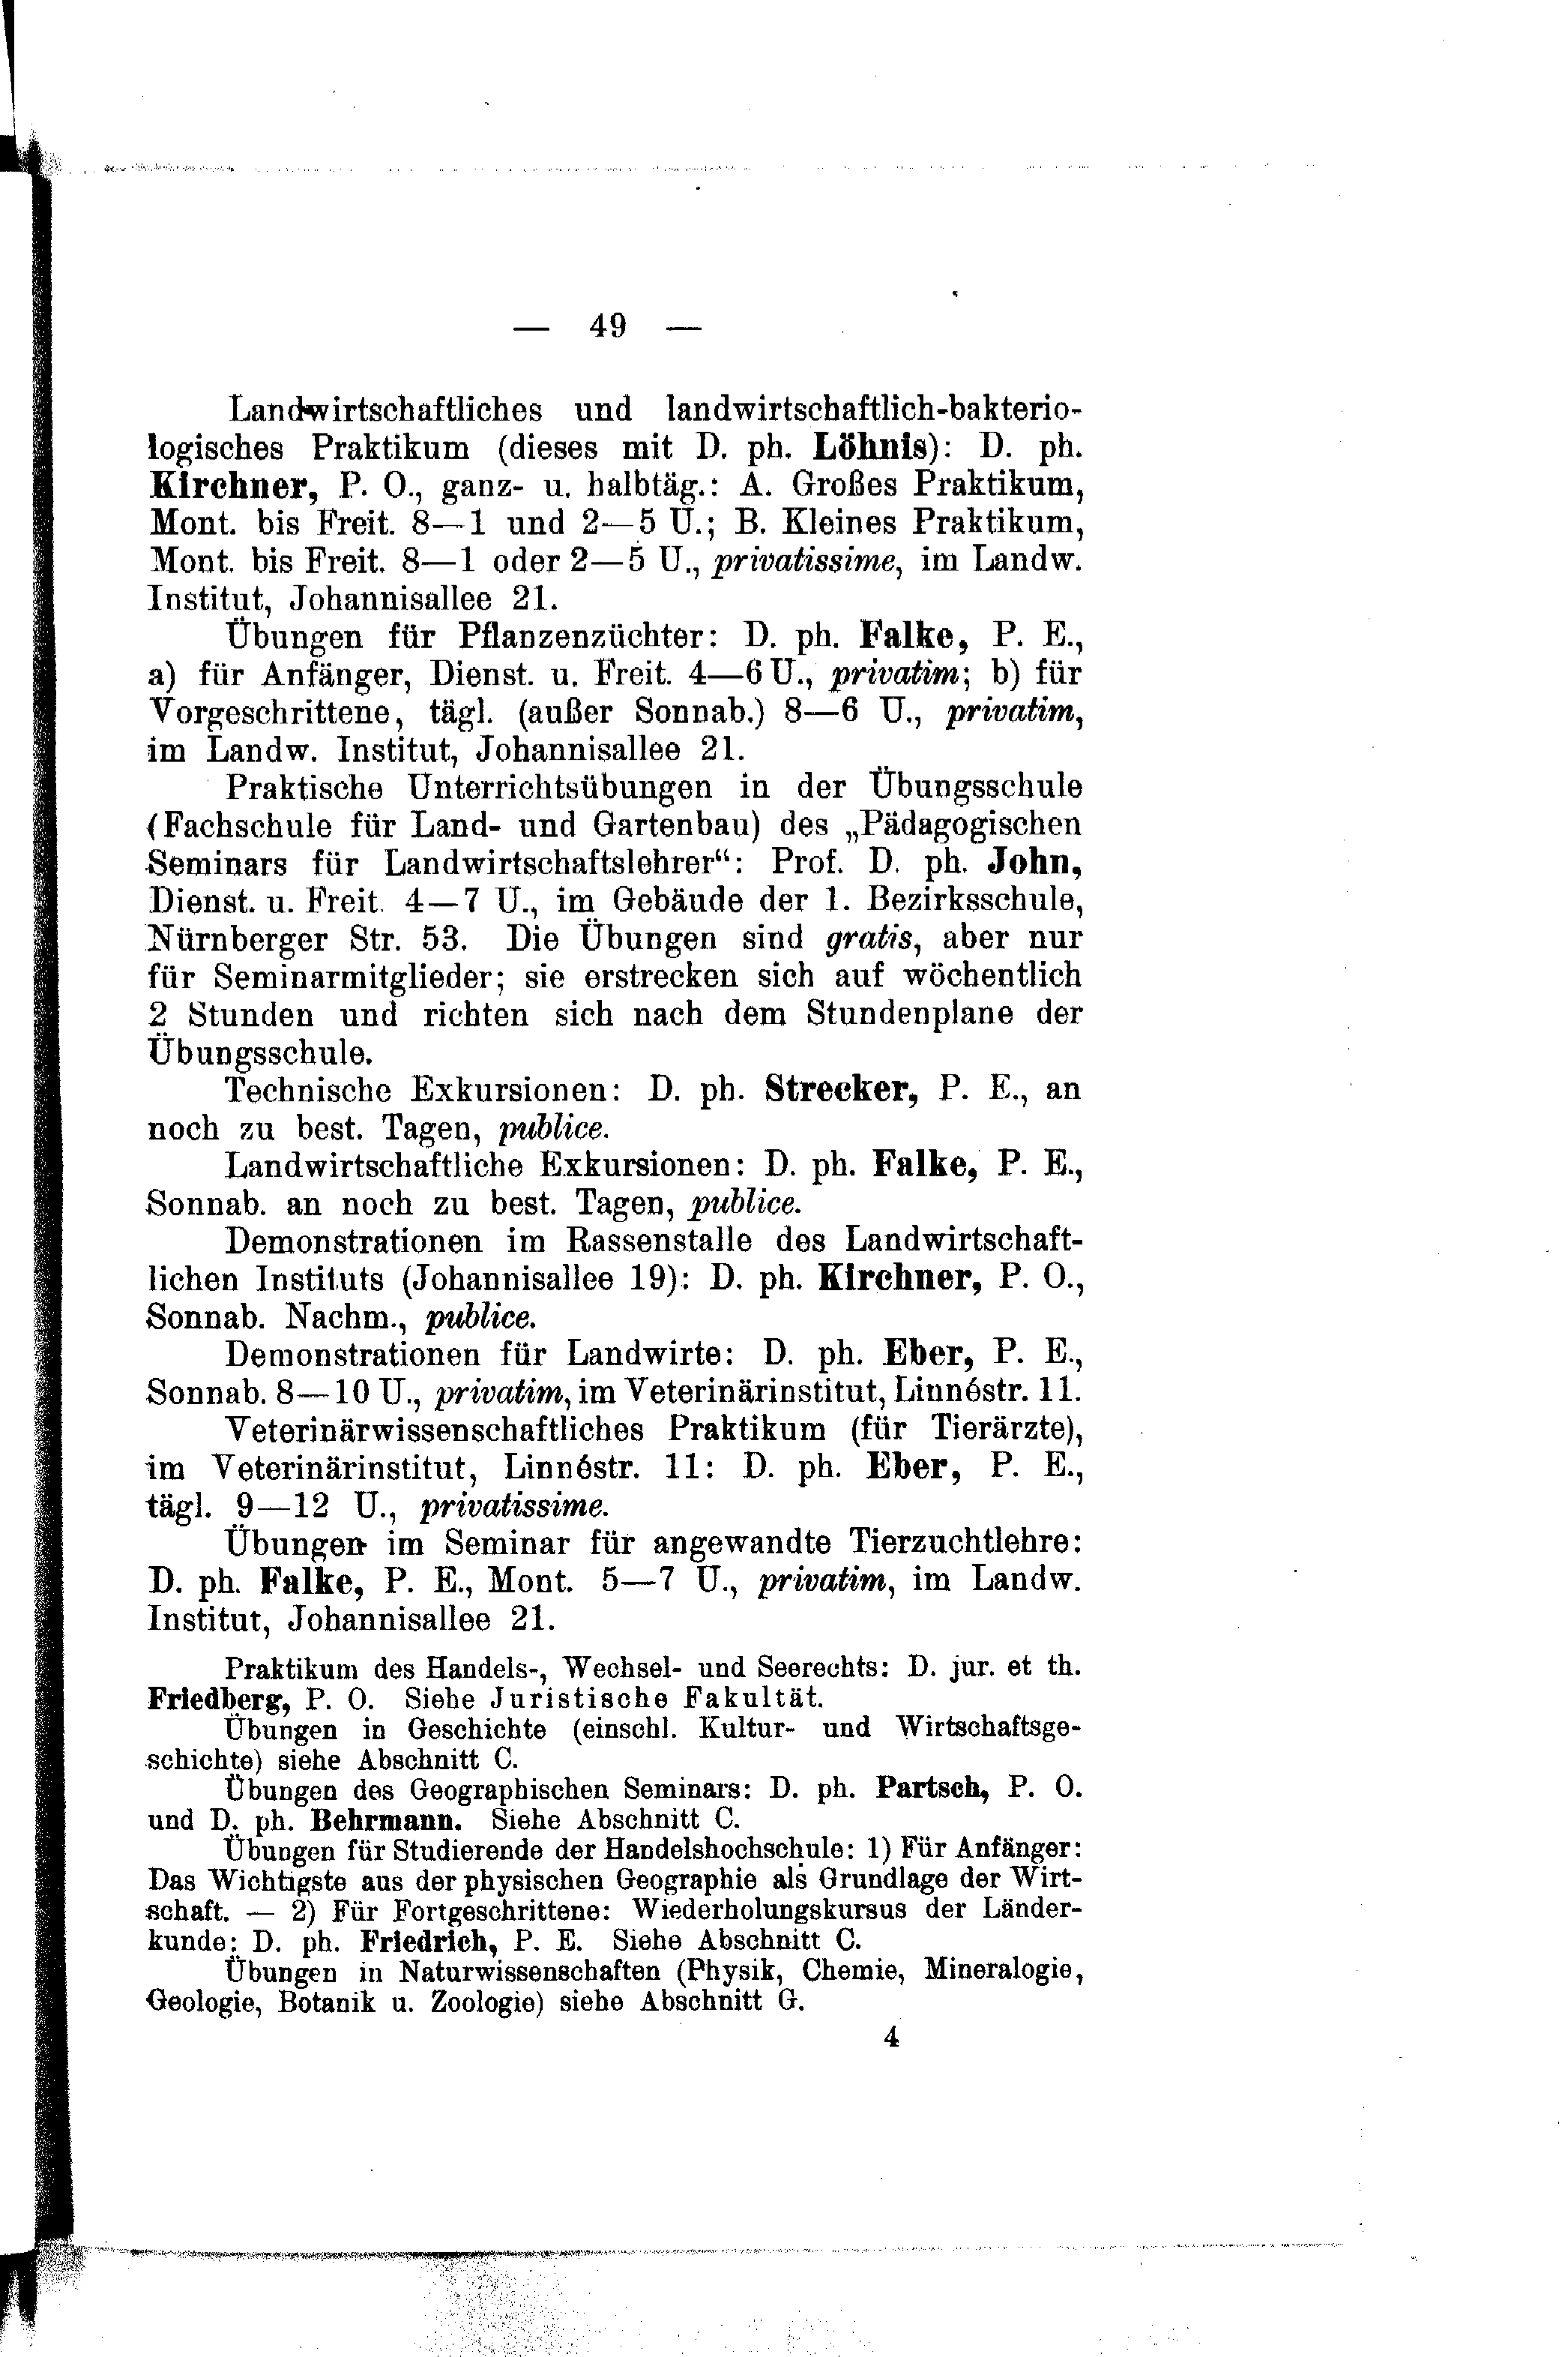 — 49 —
Landwirtschaftliches und landwirtschaftlich-bakterio-
logisches Praktikum (dieses mit D. ph. Löhnis): D. ph.
Kirchner, P. O., ganz- u. halbtäg.: A. Großes Praktikum,
Mont. bis Freit. 8—1 und 2—5 U.; B. Kleines Praktikum,
Mont. bis Freit. 8—1 oder 2—5 U., privatissime, im Landw.
Institut, Johannisallee 21.
Übungen für Pflanzenzüchter: D. ph. Falke, P. E.,
a) für Anfänger, Dienst. u. Freit. 4—6 U., privatim; b) für
Vorgeschrittene, tägl. (außer Sonnab.) 8—6 U., privatim,
im Landw. Institut, Johannisallee 21.
Praktische Unterrichtsübungen in der Übungsschule
(Fachschule für Land- und Gartenbau) des „Pädagogischen
Seminars für Landwirtschaftslehrer“: Prof. D. ph. John,
Dienst. u. Freit. 4—7 U., im Gebäude der 1. Bezirksschule,
Nürnberger Str. 53. Die Übungen sind gratis, aber nur
für Seminarmitglieder; sie erstrecken sich auf wöchentlich
2 Stunden und richten sich nach dem Stundenplane der
Übungsschule.
Technische Exkursionen: D. ph. Strecker, P. E., an
noch zu best. Tagen, publice.
Landwirtschaftliche Exkursionen: D. ph. Falke, P. E.,
Sonnab. an noch zu best. Tagen, publice.
Demonstrationen im Rassenstalle des Landwirtschaft-
lichen Instituts (Johannisallee 19): D. ph. Kirchner, P. O.,
Sonnab. Nachm., publice.
Demonstrationen für Landwirte: D. ph. Eber, P. E.,
Sonnab. 8—10 U., privatim, im Veterinärinstitut, Linnéstr. 11.
Veterinärwissenschaftliches Praktikum (für Tierärzte),
im Veterinärinstitut, Linnéstr. 11: D. ph. Eber, P. E.,
tägl. 9—12 U., privatissime.
Übungen im Seminar für angewandte Tierzuchtlehre:
D. ph. Falke, P. E., Mont. 5—7 U., privatim, im Landw.
Institut, Johannisallee 21.
Praktikum des Handels-, Wechsel- und Seerechts: D. jur. et th.
Friedberg, P. O. Siehe Juristische Fakultät.
Übungen in Geschichte (einschl. Kultur- und Wirtschaftsge-
schichte) siehe Abschnitt C.
Übungen des Geographischen Seminars: D. ph. Partsch, P. O.
und D. ph. Behrmann. Siehe Abschnitt C.
Übungen für Studierende der Handelshochschule: 1) Für Anfänger:
Das Wichtigste aus der physischen Geographie als Grundlage der Wirt-
schaft. — 2) Für Fortgeschrittene: Wiederholungskursus der Länder-
kunde: D. ph. Friedrich, P. E. Siehe Abschnitt C.
Übungen in Naturwissenschaften (Physik, Chemie, Mineralogie,
Geologie, Botanik u. Zoologie) siehe Abschnitt G.
4